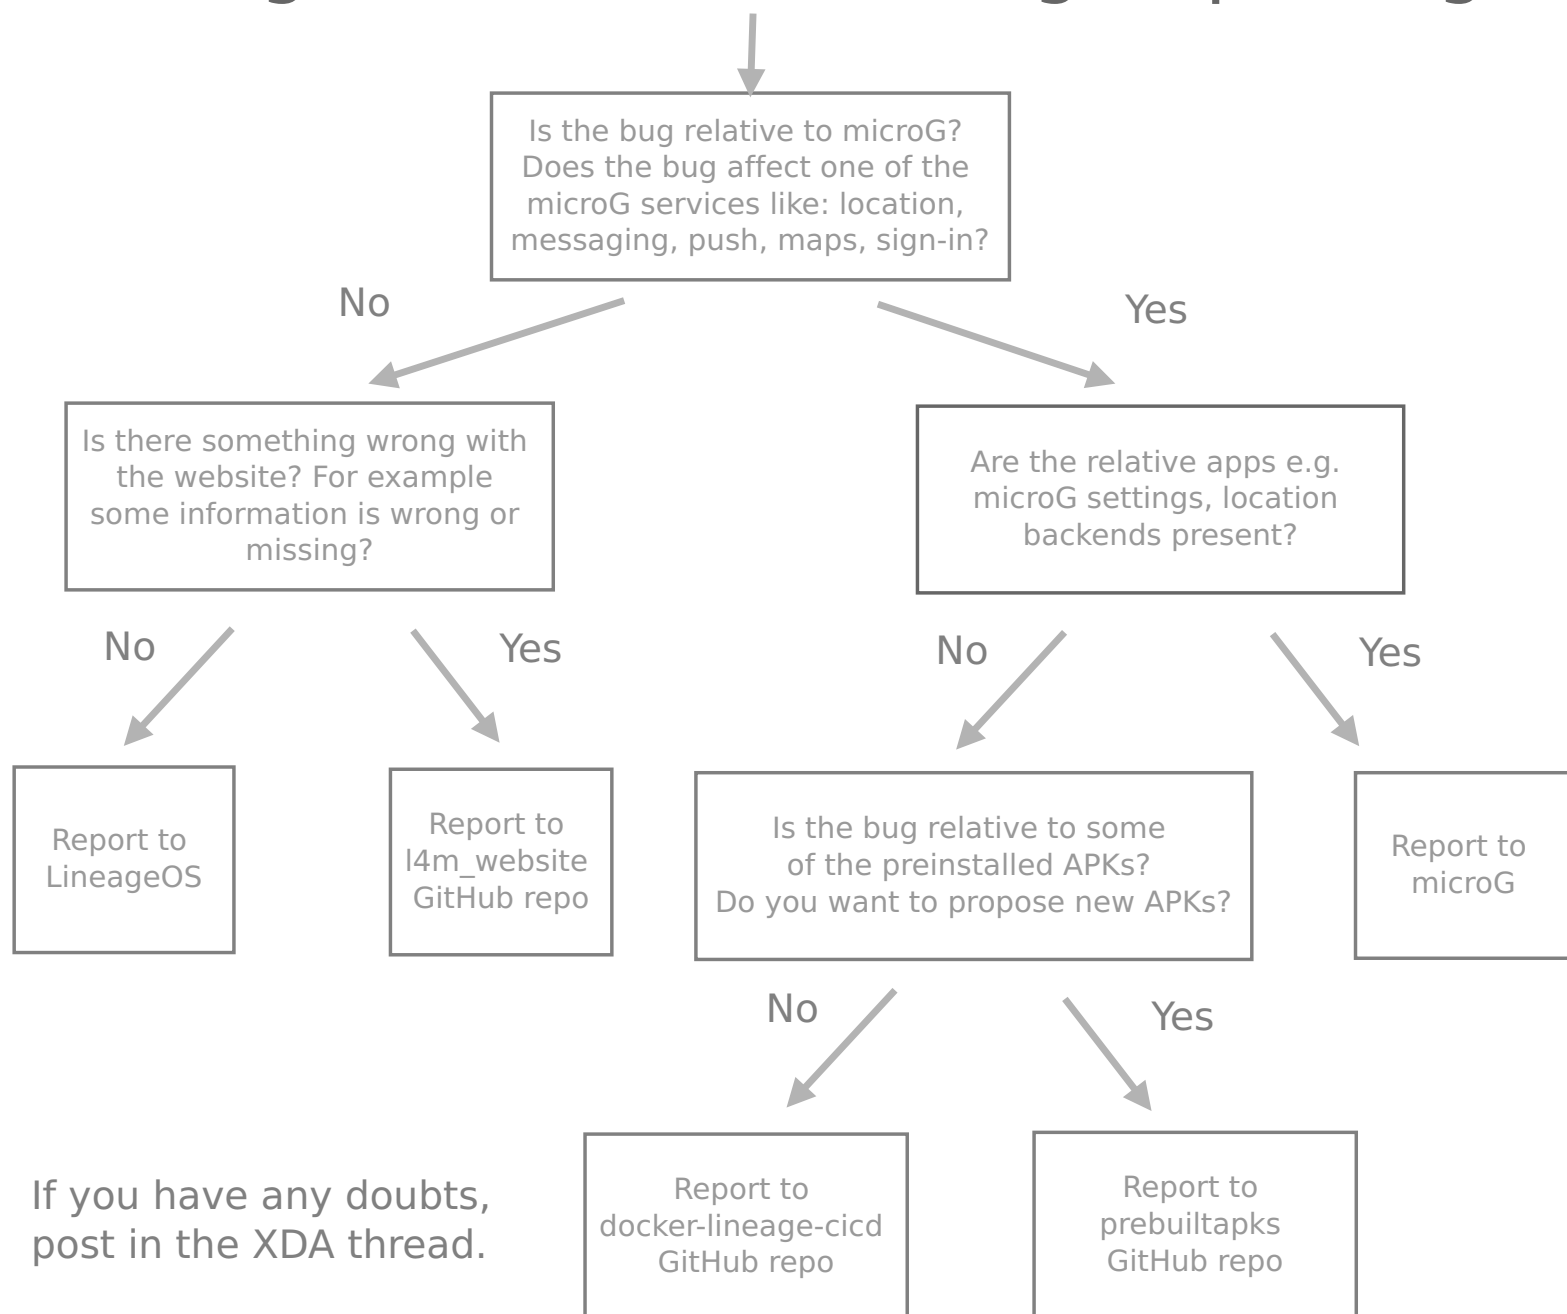 Is the bug relative to microG?
Does the bug affect one of the
microG services like: location,
messaging, push, maps, sign-in?
No
Yes
Is there something wrong with
the website? For example
some information is wrong or
missing?
Are the relative apps e.g.
microG settings, location
backends present?
No
Yes
No
Yes
Report to
LineageOS
Report to
l4m_website
GitHub repo
Is the bug relative to some
of the preinstalled APKs?
Do you want to propose new APKs?
Report to
microG
No
Yes
If you have any doubts,
post in the XDA thread.
Report to
docker-lineage-cicd
GitHub repo
Report to
prebuiltapks
GitHub repo